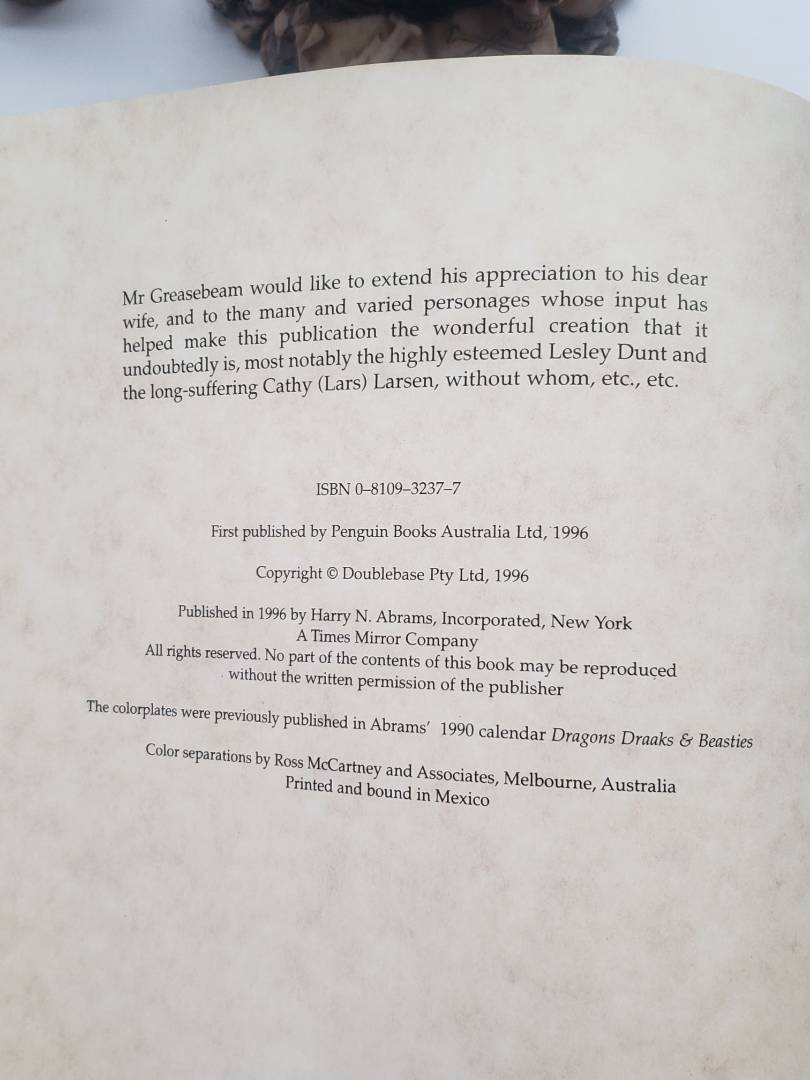 Mr Greasebeam would like to extend his appreciation to his dear
wife, and to the many and varied personages whose input has
helped make this publication the wonderful creation that it
undoubtedly is, most notably the highly esteemed Lesley Dunt and
the long-suffering Cathy (Lars) Larsen, without whom, etc., etc.
ISBN 0–8109–3237–7
First published by Penguin Books Australia Ltd, 1996
Copyright © Doublebase Pty Ltd, 1996
Published in 1996 by Harry N. Abrams, Incorporated, New York
A Times Mirror Company
All rights reserved. No part of the contents of this book may be reproduced
without the written permission of the publisher
The colorplates were previously published in Abrams’ 1990 calendar Dragons Draaks & Beasties
Color separations by Ross McCartney and Associates, Melbourne, Australia
Printed and bound in Mexico